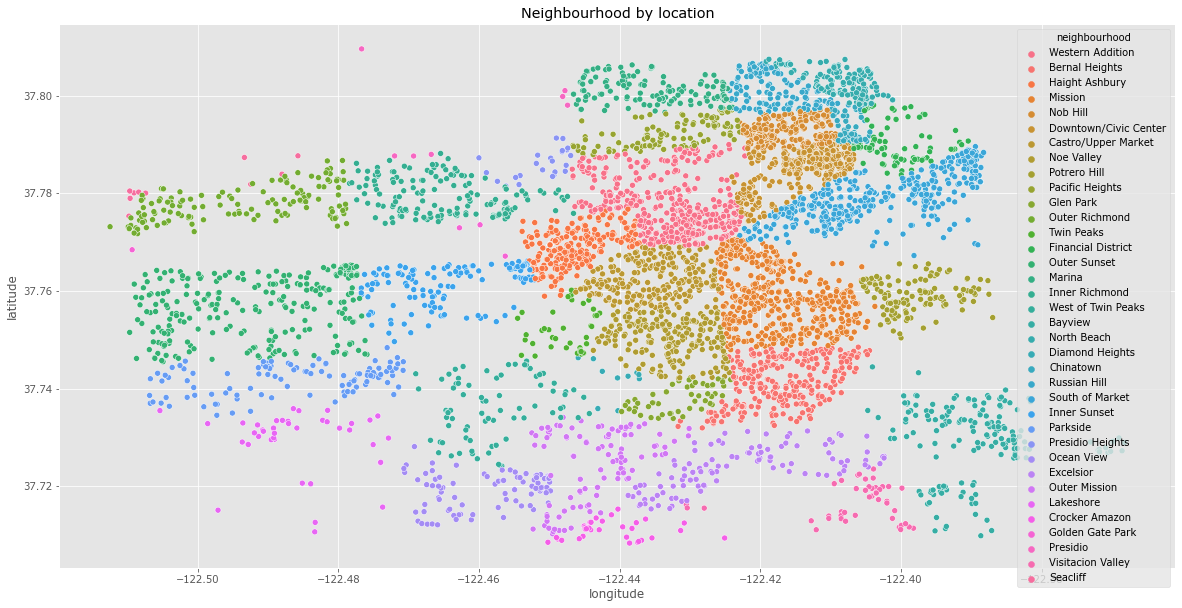 Neighbourhood by location
neighbourhood
Western Addition
Bernal Heights
Haight Ashbury
Mission
Nob Hill
Downtown/Civic Center
Castro/Upper Market
Noe Valley
Potrero Hill
Pacific Heights
Glen Park
Outer Richmond
Twin Peaks
Financial District
Outer Sunset
Marina
Inner Richmond
West of Twin Peaks
Bayview
North Beach
Diamond Heights
Chinatown
Russian Hill
South of Market
Inner Sunset
Parkside
Presidio Heights
Ocean View
Excelsior
Outer Mission
Lakeshore
Crocker Amazon
Golden Gate Park
Presidio
Visitacion Valley
Seacliff
latitude
37.80
37.78
37.76
37.74
37.72
−122.50 −122.48 −122.46 −122.44 −122.42 −122.40
longitude